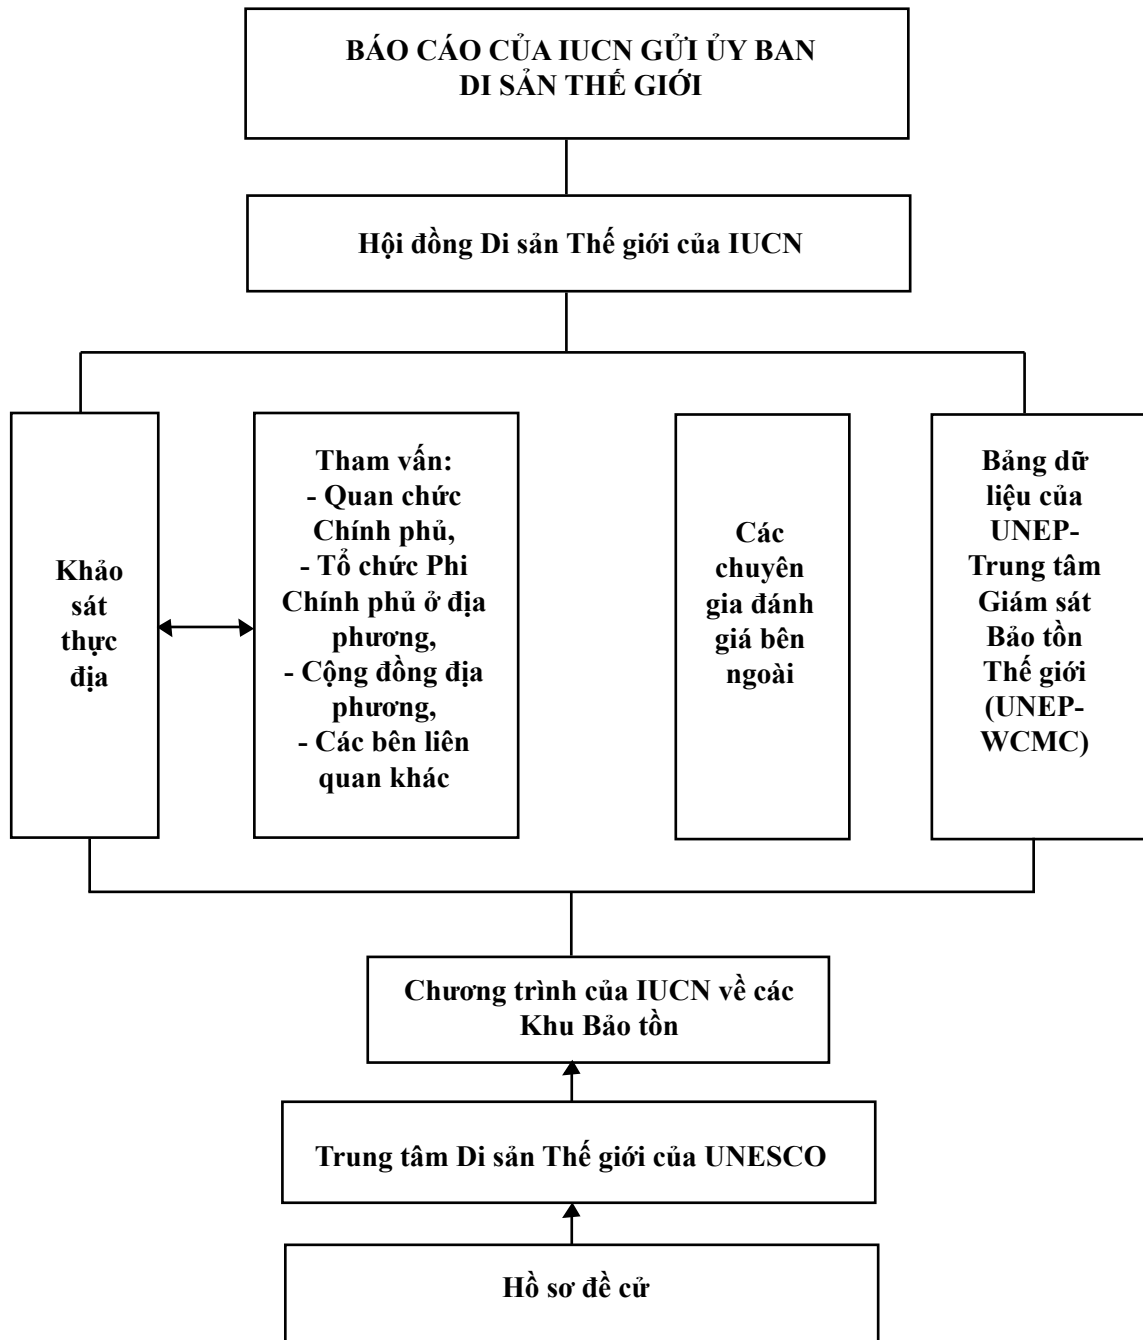 BÁO CÁO CỦA IUCN GỬI ỦY BAN
DI SẢN THẾ GIỚI
Hội đồng Di sản Thế giới của IUCN
Khảo
sát
thực
địa
Tham vấn:
- Quan chức
Chính phủ,
- Tổ chức Phi
Chính phủ ở địa
phương,
- Cộng đồng địa
phương,
- Các bên liên
quan khác
Các
chuyên
gia đánh
giá bên
ngoài
Bảng dữ
liệu của
UNEP-
Trung tâm
Giám sát
Bảo tồn
Thế giới
(UNEP-
WCMC)
Chương trình của IUCN về các
Khu Bảo tồn
Trung tâm Di sản Thế giới của UNESCO
Hồ sơ đề cử